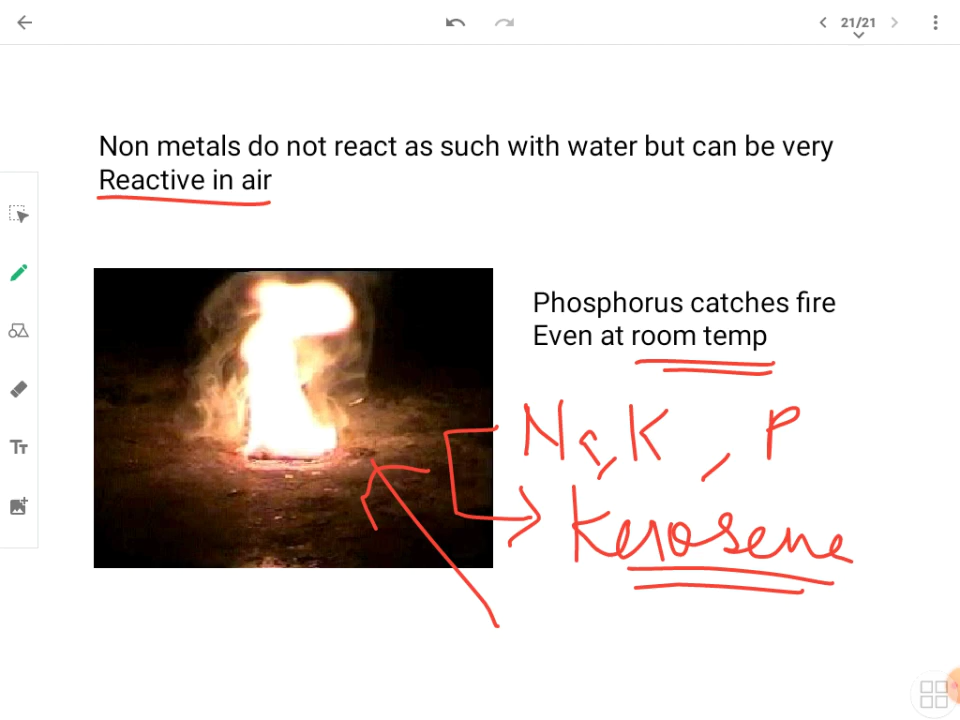 21/21
Non metals do not react as such with water but can be very
Reactive in air
Phosphorus catches fire
Even at room temp
Na, K , P
Kerosene